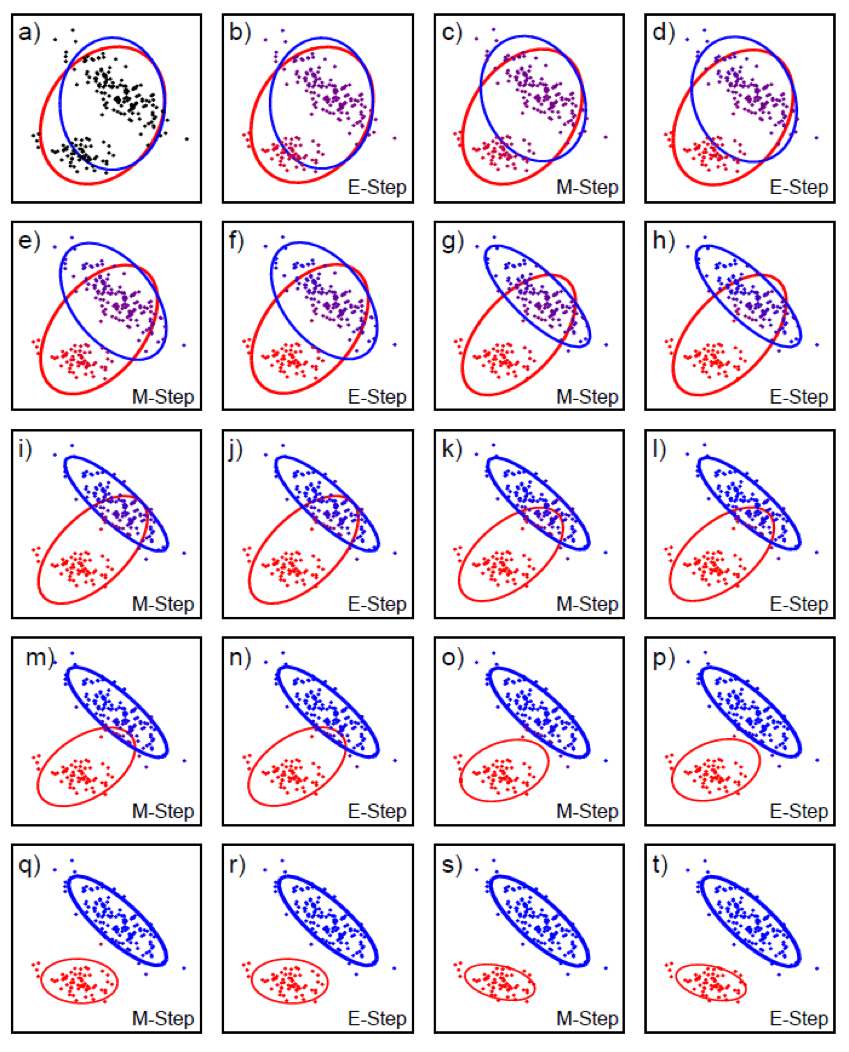 a)
b)
E-Step
c)
M-Step
d)
E-Step
e)
M-Step
f)
E-Step
g)
M-Step
h)
E-Step
i)
M-Step
j)
E-Step
k)
M-Step
l)
E-Step
m)
M-Step
n)
E-Step
o)
M-Step
p)
E-Step
q)
M-Step
r)
E-Step
s)
M-Step
t)
E-Step